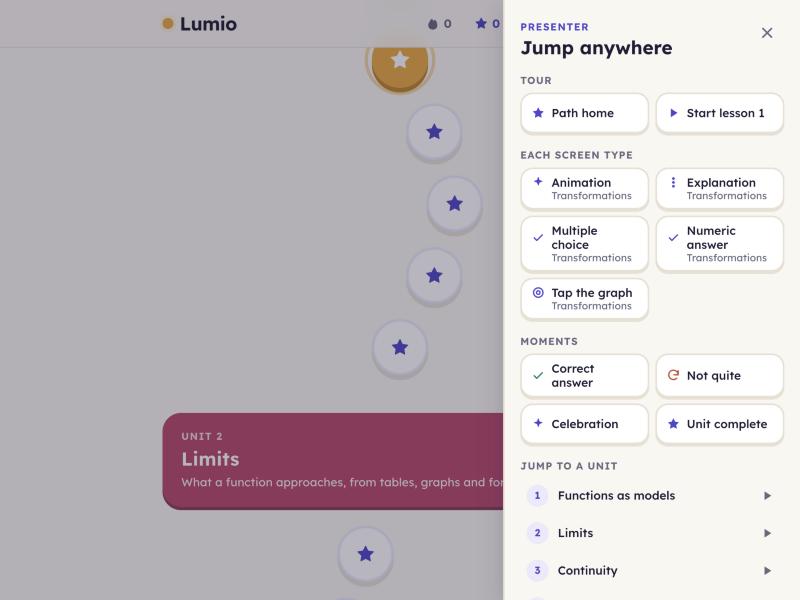 Lumio
0
0
UNIT 2
Limits
What a function approaches, from tables, graphs and
PRESENTER
Jump anywhere
TOUR
Path home
Start lesson 1
EACH SCREEN TYPE
Animation
Transformations
Explanation
Transformations
Multiple
choice
Transformations
Numeric
answer
Transformations
Tap the graph
Transformations
MOMENTS
Correct
answer
Not quite
Celebration
Unit complete
JUMP TO A UNIT
1 Functions as models
2 Limits
3 Continuity